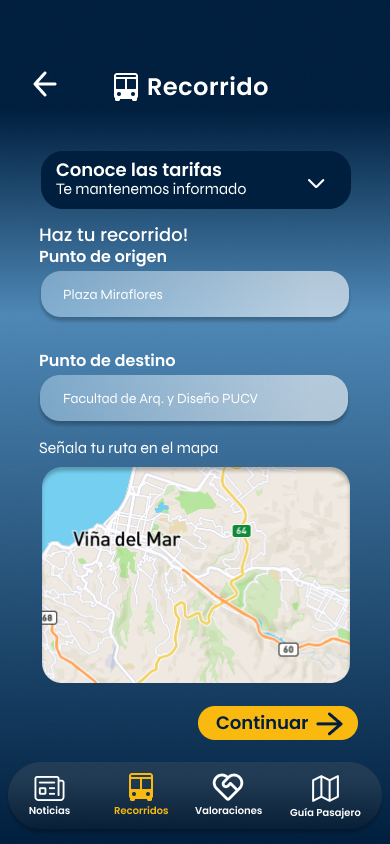 Recorrido
Conoce las tarifas
Te mantenemos informado
Haz tu recorrido!
Punto de origen
Plaza Miraflores
Punto de destino
Facultad de Arq. y Diseño PUCV
Señala tu ruta en el mapa
64
Viña del Mar
68
60
Continuar
Noticias
Recorridos
Valoraciones
Guía Pasajero